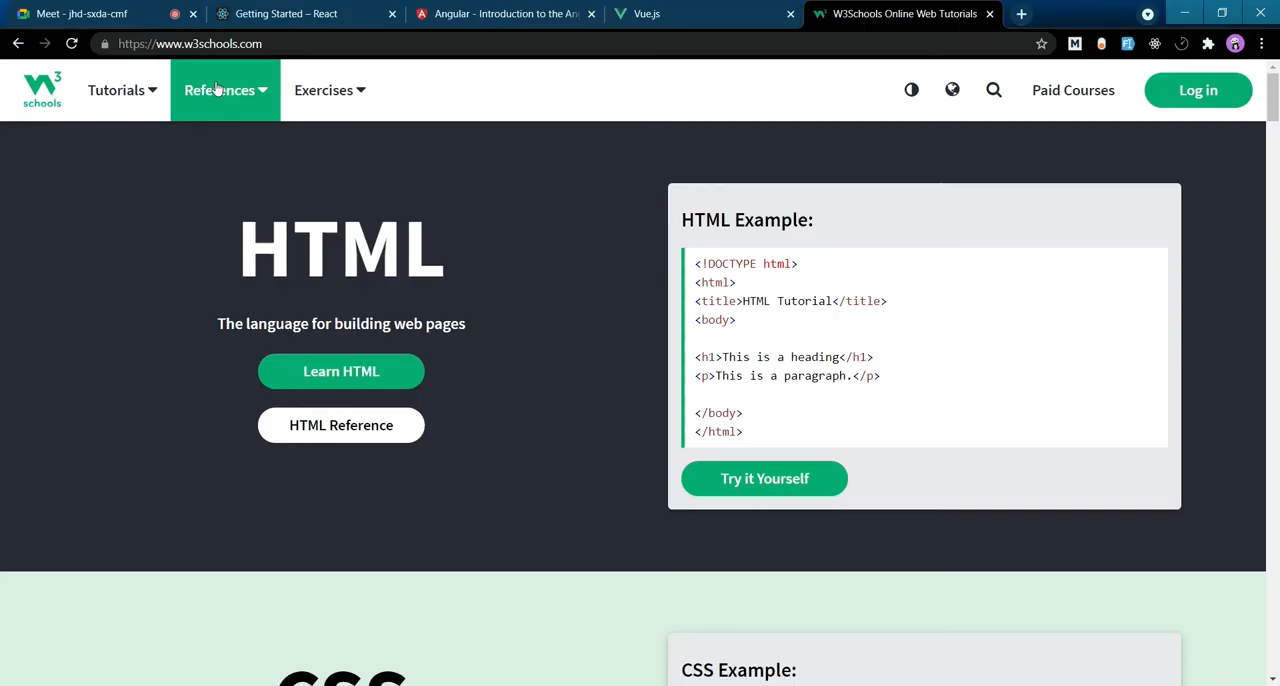 Meet - jhd-sxda-cmf
Getting Started – React
Angular - Introduction to the An
Vue.js
W3Schools Online Web Tutorials
https://www.w3schools.com
M
W3
schools
Tutorials
References
Exercises
Paid Courses
Log in
HTML
The language for building web pages
Learn HTML
HTML Reference
HTML Example:
<!DOCTYPE html>
<html>
<title>HTML Tutorial</title>
<body>
<h1>This is a heading</h1>
<p>This is a paragraph.</p>
</body>
</html>
Try it Yourself
CSS
CSS Example: